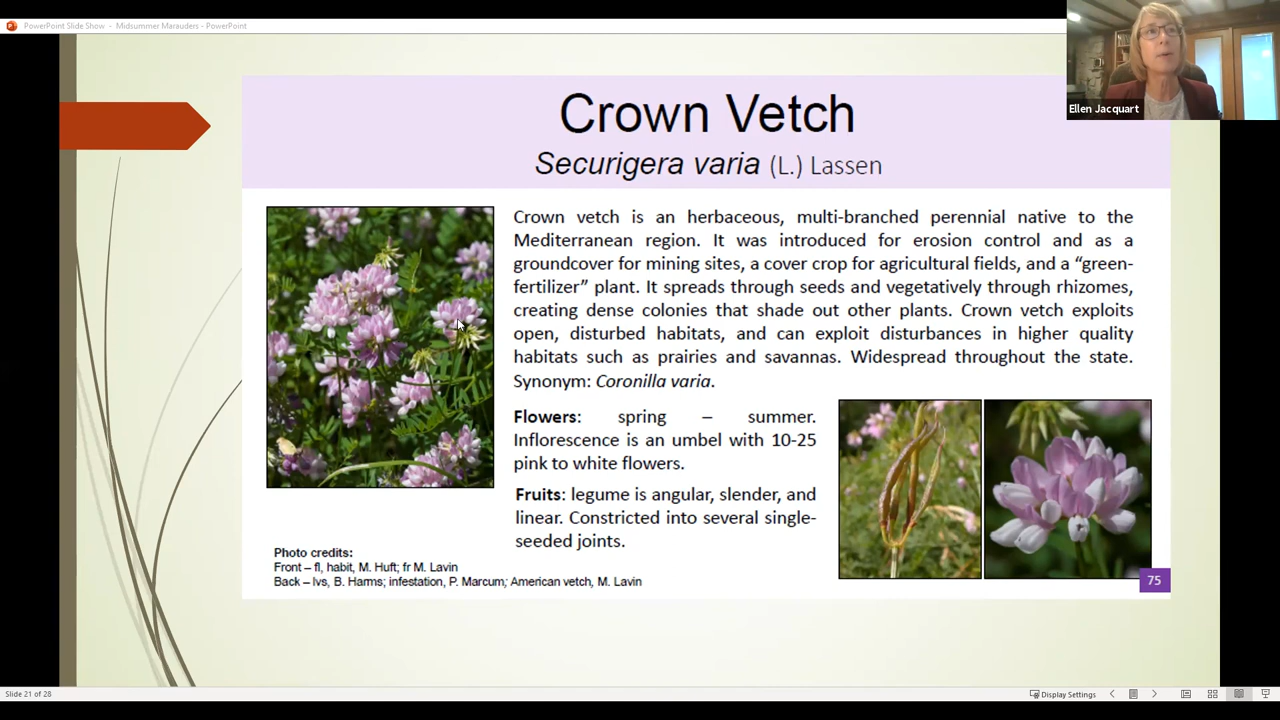 PowerPoint Slide Show - Midsummer Marauders - PowerPoint
Ellen Jacquart
Crown Vetch
Securigera varia (L.) Lassen
Crown vetch is an herbaceous, multi-branched perennial native to the
Mediterranean region. It was introduced for erosion control and as a
groundcover for mining sites, a cover crop for agricultural fields, and a “green-
fertilizer” plant. It spreads through seeds and vegetatively through rhizomes,
creating dense colonies that shade out other plants. Crown vetch exploits
open, disturbed habitats, and can exploit disturbances in higher quality
habitats such as prairies and savannas. Widespread throughout the state.
Synonym: Coronilla varia.
Flowers: spring – summer.
Inflorescence is an umbel with 10-25
pink to white flowers.
Fruits: legume is angular, slender, and
linear. Constricted into several single-
seeded joints.
Photo credits:
Front – fl, habit, M. Huft; fr M. Lavin
Back – lvs, B. Harms; infestation, P. Marcum; American vetch, M. Lavin
75
Slide 21 of 28
Display Settings